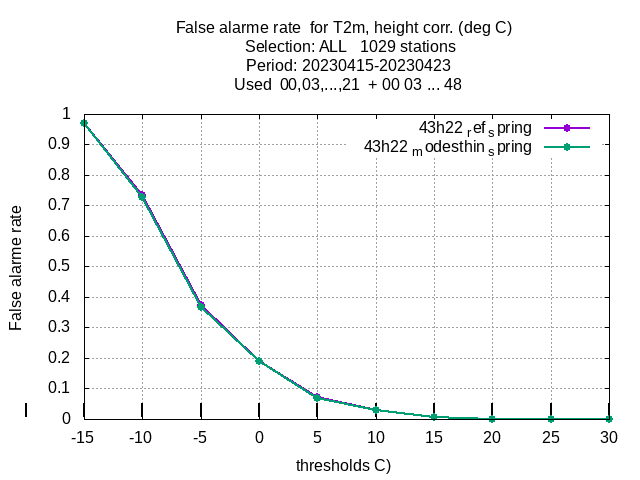 False alarme rate  for T2m, height corr. (deg C)
Selection: ALL   1029 stations
Period: 20230415-20230423
Used  00,03,...,21  + 00 03 ... 48
43h22 ref spring
43h22 modesthin spring
1
0.9
0.8
0.7
0.6
0.5
0.4
0.3
0.2
0.1
0
False alarme rate
-15 -10 -5 0 5 10 15 20 25 30
thresholds C)